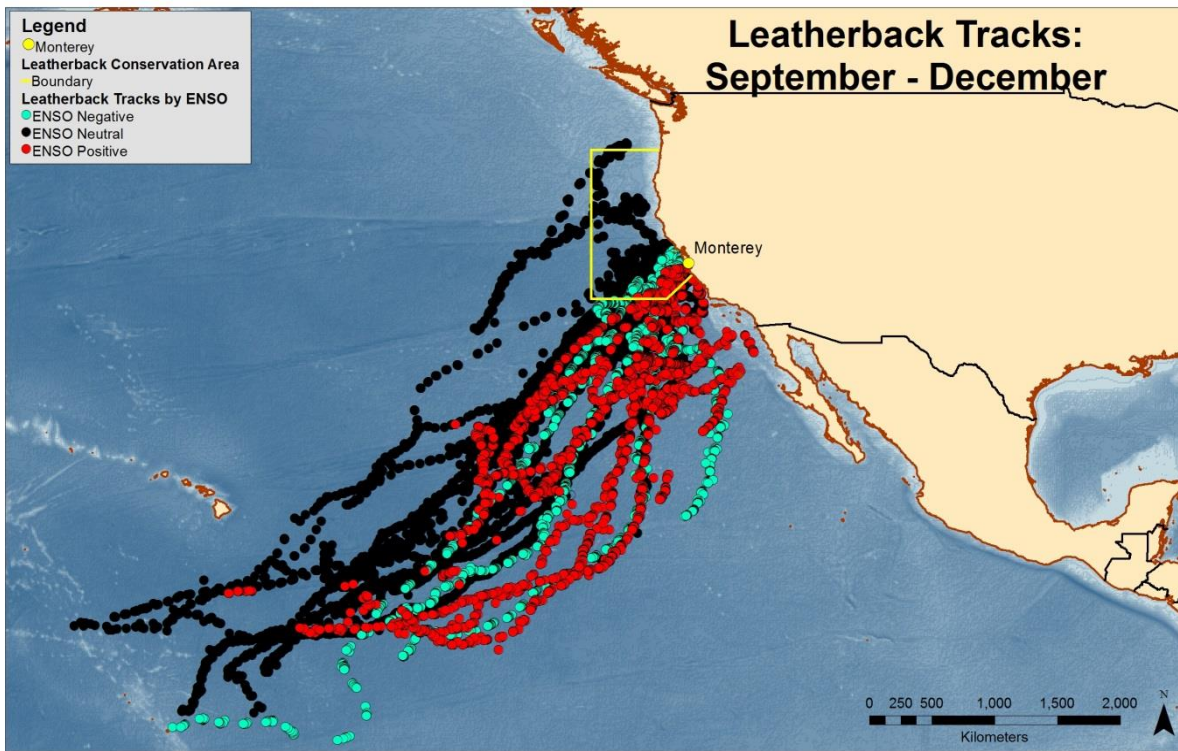 Leatherback Tracks:
September - December
Legend
Monterey
Leatherback Conservation Area
Boundary
Leatherback Tracks by ENSO
ENSO Negative
ENSO Neutral
ENSO Positive
Monterey
N
0 250 500 1,000 1,500 2,000
Kilometers